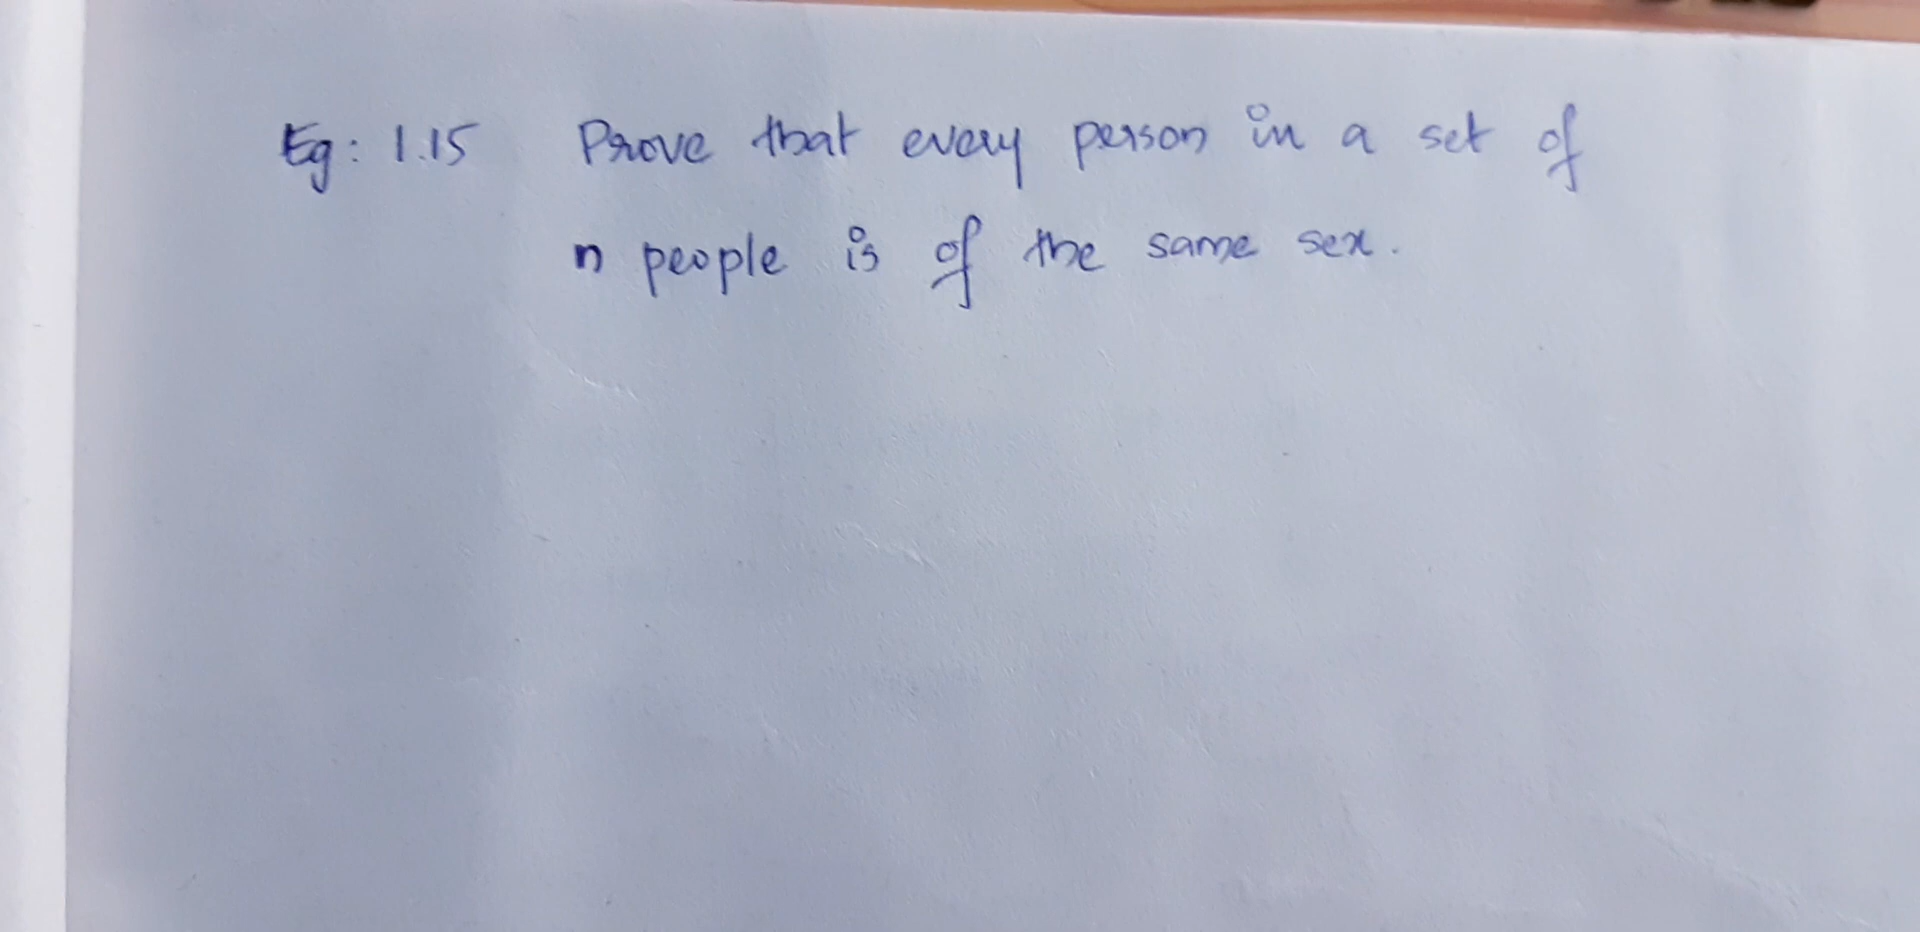 Eg: 1.15 Prove that every person in a set of
n people is of the same sex.